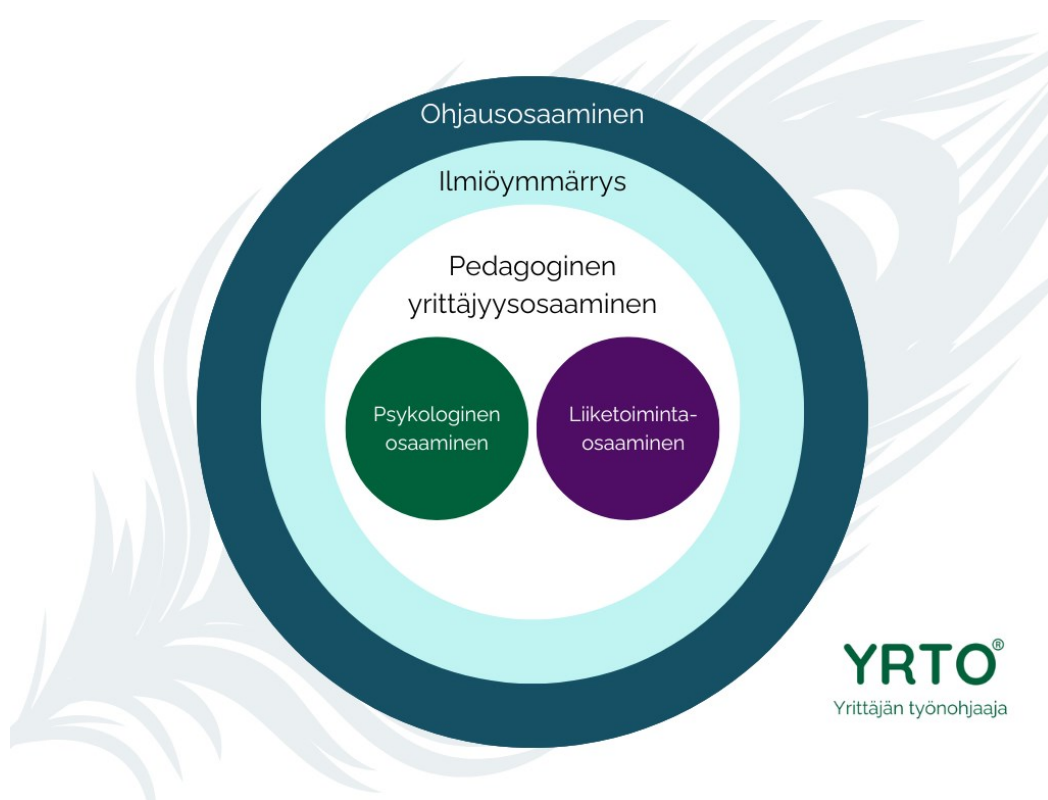 Ohjausosaaminen
Ilmiöymmärrys
Pedagoginen
yrittäjyysosaaminen
Psykologinen
osaaminen
Liiketoiminta-
osaaminen
YRTO®
Yrittäjän työnohjaaja